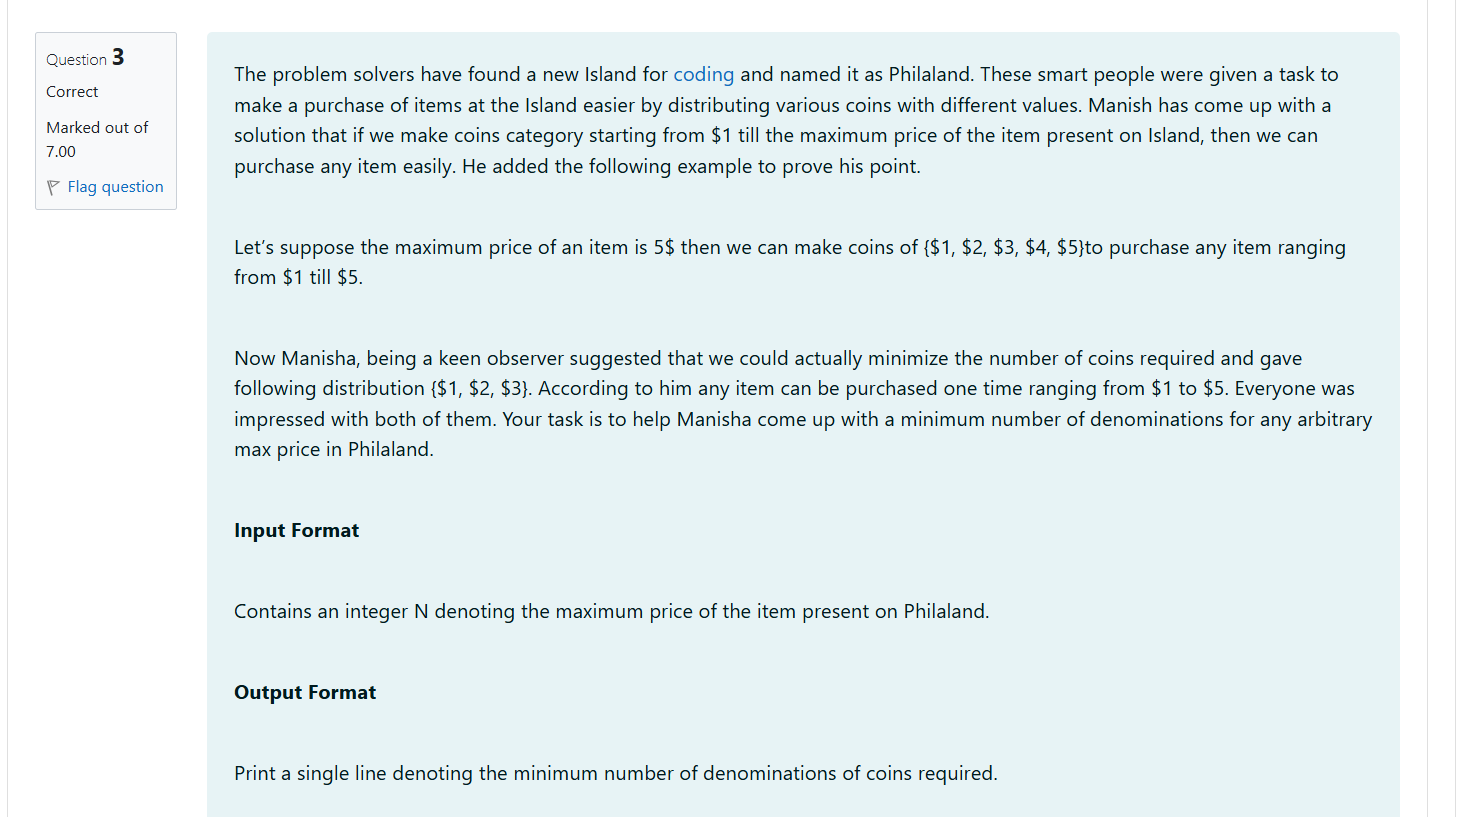 Question 3
Correct
Marked out of
7.00
Flag question
The problem solvers have found a new Island for coding and named it as Philaland. These smart people were given a task to
make a purchase of items at the Island easier by distributing various coins with different values. Manish has come up with a
solution that if we make coins category starting from $1 till the maximum price of the item present on Island, then we can
purchase any item easily. He added the following example to prove his point.
Let’s suppose the maximum price of an item is 5$ then we can make coins of {$1, $2, $3, $4, $5}to purchase any item ranging
from $1 till $5.
Now Manisha, being a keen observer suggested that we could actually minimize the number of coins required and gave
following distribution {$1, $2, $3}. According to him any item can be purchased one time ranging from $1 to $5. Everyone was
impressed with both of them. Your task is to help Manisha come up with a minimum number of denominations for any arbitrary
max price in Philaland.
Input Format
Contains an integer N denoting the maximum price of the item present on Philaland.
Output Format
Print a single line denoting the minimum number of denominations of coins required.